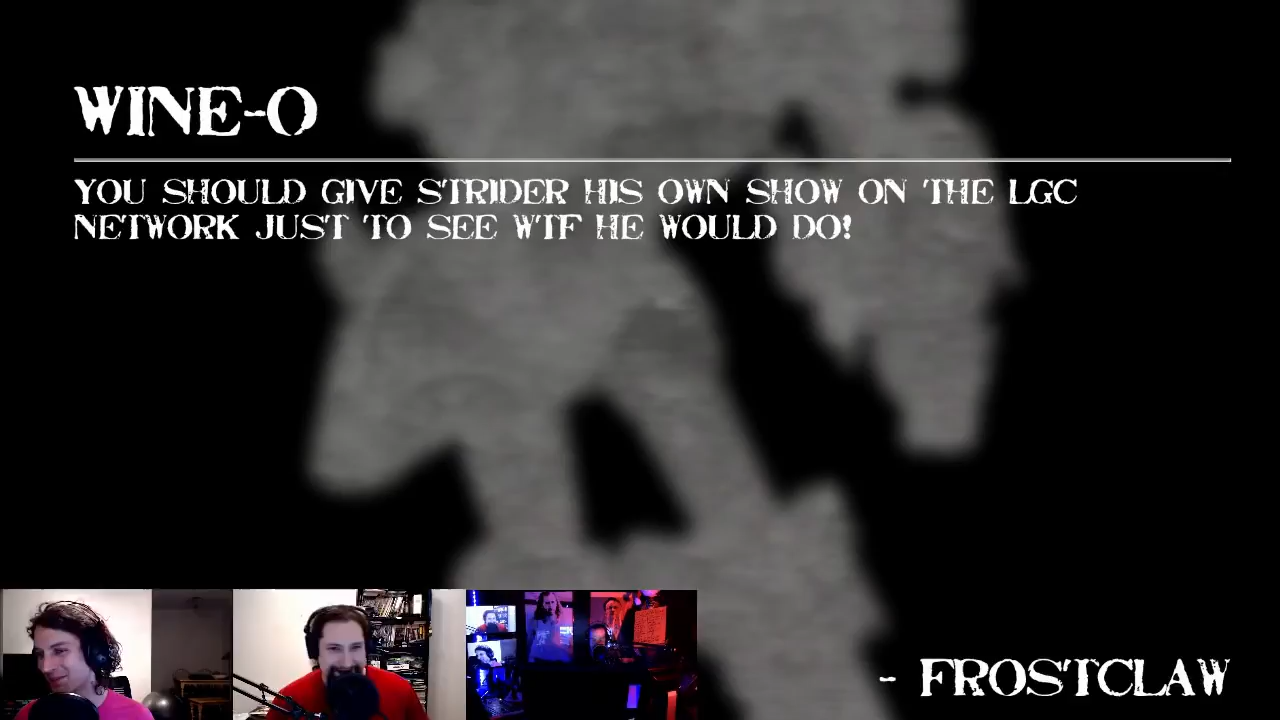 WINE-O
YOU SHOULD GIVE STRIDER HIS OWN SHOW ON THE LGC
NETWORK JUST TO SEE WTF HE WOULD DO!
- FROSTCLAW